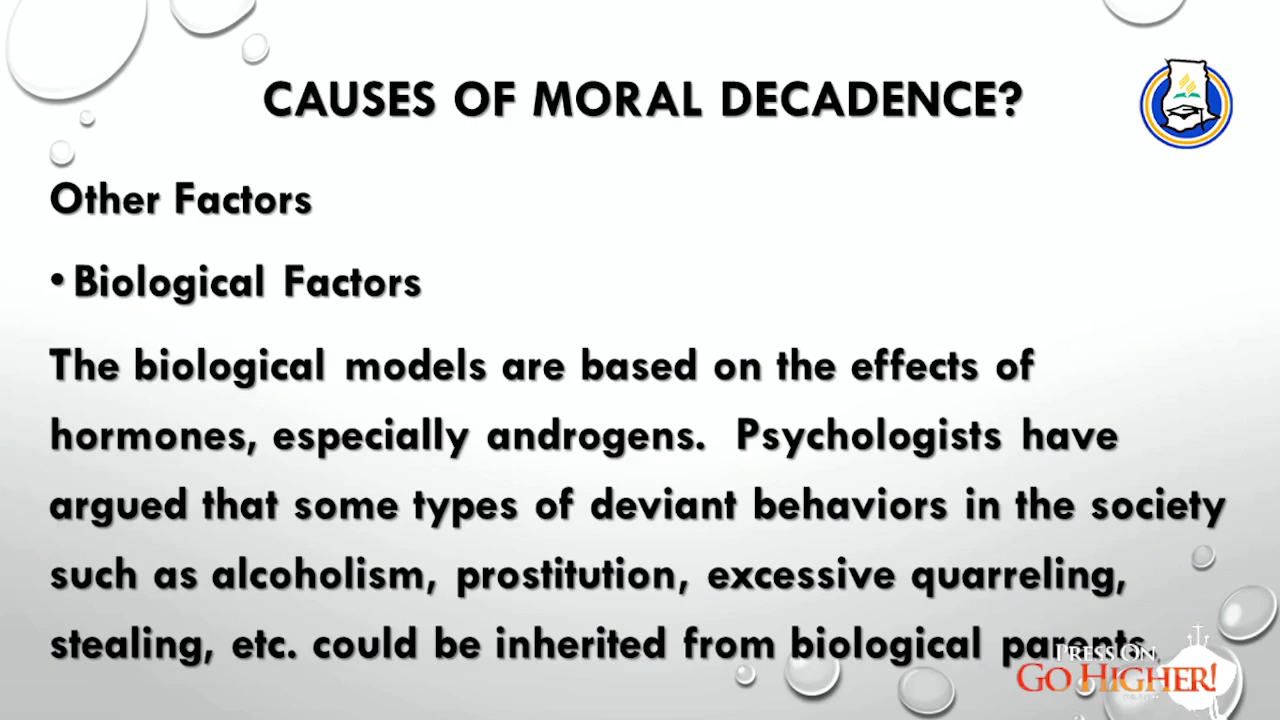 CAUSES OF MORAL DECADENCE?
Other Factors
• Biological Factors
The biological models are based on the effects of
hormones, especially androgens. Psychologists have
argued that some types of deviant behaviors in the society
such as alcoholism, prostitution, excessive quarreling,
stealing, etc. could be inherited from biological parents.
PRESS ON
GO HIGHER!